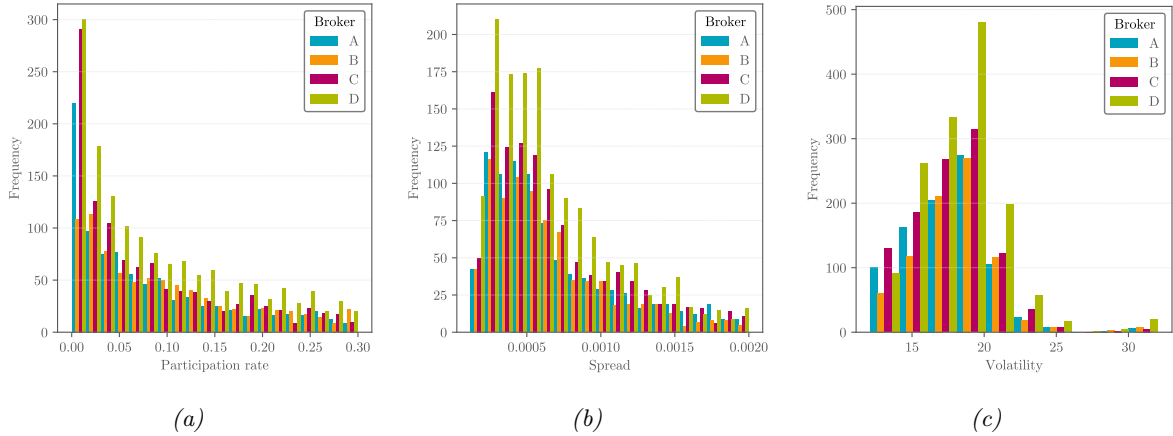 Frequency
300
250
200
150
100
50
0
0.00 0.05 0.10 0.15 0.20 0.25 0.30
Participation rate
Broker
A
B
C
D
(a)
Frequency
200
175
150
125
100
75
50
25
0
0.0005 0.0010 0.0015 0.0020
Spread
Broker
A
B
C
D
(b)
Frequency
500
400
300
200
100
0
15 20 25 30
Volatility
Broker
A
B
C
D
(c)